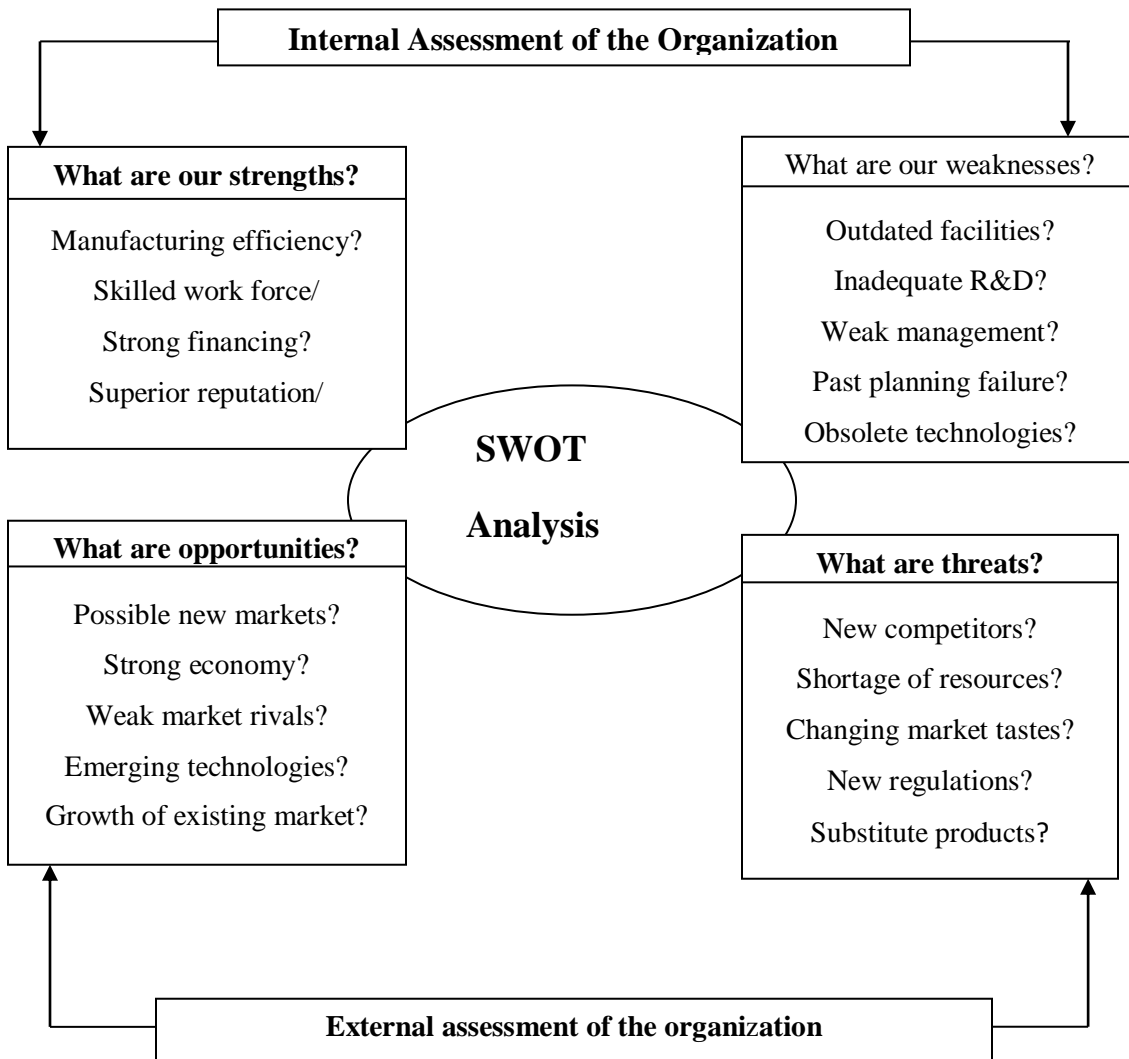 Internal Assessment of the Organization
What are our strengths?
Manufacturing efficiency?
Skilled work force/
Strong financing?
Superior reputation/
What are our weaknesses?
Outdated facilities?
Inadequate R&D?
Weak management?
Past planning failure?
Obsolete technologies?
SWOT
Analysis
What are opportunities?
Possible new markets?
Strong economy?
Weak market rivals?
Emerging technologies?
Growth of existing market?
What are threats?
New competitors?
Shortage of resources?
Changing market tastes?
New regulations?
Substitute products?
External assessment of the organization